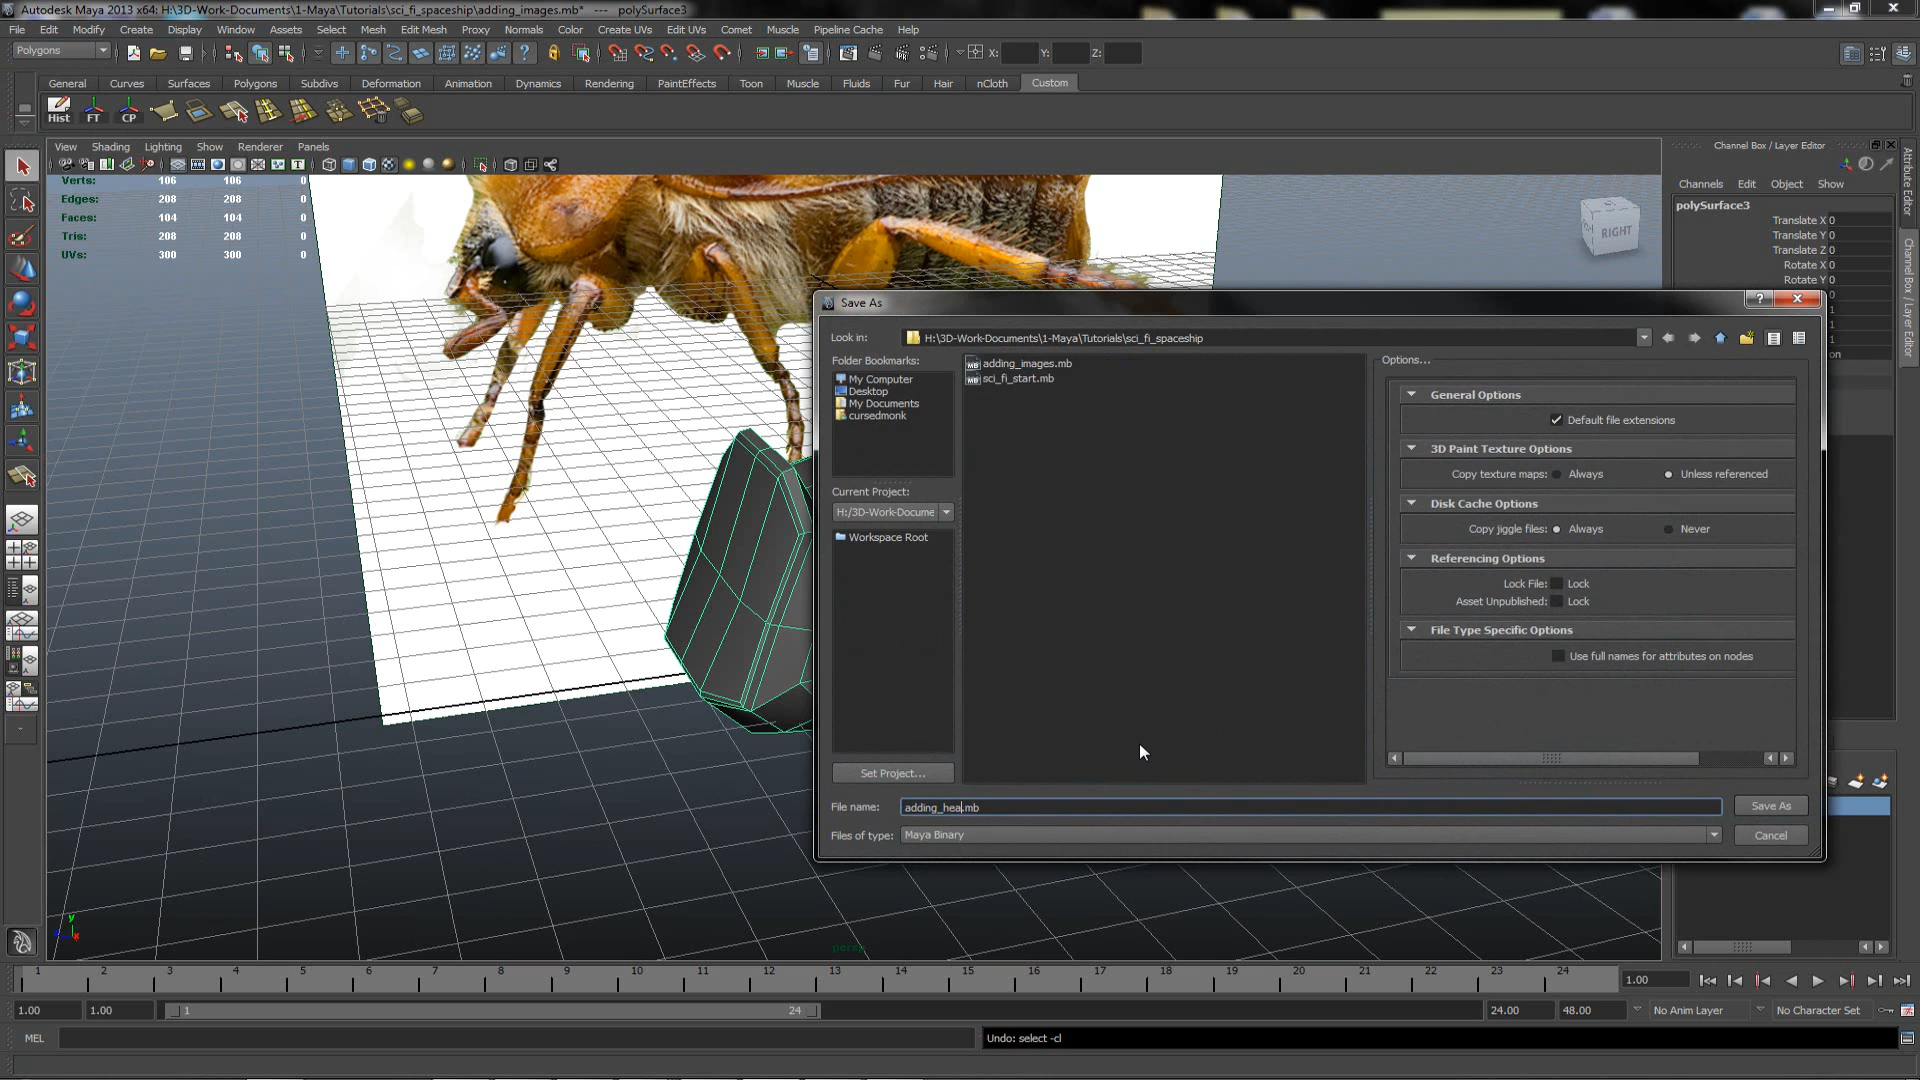 Autodesk Maya 2013 x64: H:\3D-Work-Documents\1-Maya\Tutorials\sci_fi_spaceship\adding_images.mb* --- polySurface3
File Edit Modify Create Display Window Assets Select Mesh Edit Mesh Proxy Normals Color Create UVs Edit UVs Comet Muscle Pipeline Cache Help
Polygons X: Y: Z:
General Curves Surfaces Polygons Subdivs Deformation Animation Dynamics Rendering PaintEffects Toon Muscle Fluids Fur Hair nCloth Custom
Hist FT CP
View Shading Lighting Show Renderer Panels
Channel Box / Layer Editor
Channels Edit Object Show
polySurface3
Translate X 0
Translate Y 0
Translate Z 0
Rotate X 0
Rotate Y 0
Attribute Editor
Channel Box / Layer Editor
Verts: 106 106 0
Edges: 208 208 0
Faces: 104 104 0
Tris: 208 208 0
UVs: 300 300 0
RIGHT
Save As
Look in: H:\3D-Work-Documents\1-Maya\Tutorials\sci_fi_spaceship
Folder Bookmarks:
My Computer
Desktop
My Documents
cursedmonk
adding_images.mb
sci_fi_start.mb
Current Project:
H:/3D-Work-Docume
Workspace Root
Set Project...
Options...
General Options
Default file extensions
3D Paint Texture Options
Copy texture maps: Always Unless referenced
Disk Cache Options
Copy jiggle files: Always Never
Referencing Options
Lock File: Lock
Asset Unpublished: Lock
File Type Specific Options
Use full names for attributes on nodes
File name: adding_hea.mb Save As
Files of type: Maya Binary Cancel
persp
1 2 3 4 5 6 7 8 9 10 11 12 13 14 15 16 17 18 19 20 21 22 23 24 1.00
1.00 1.00 1 24 24.00 48.00 No Anim Layer No Character Set
MEL Undo: select -cl